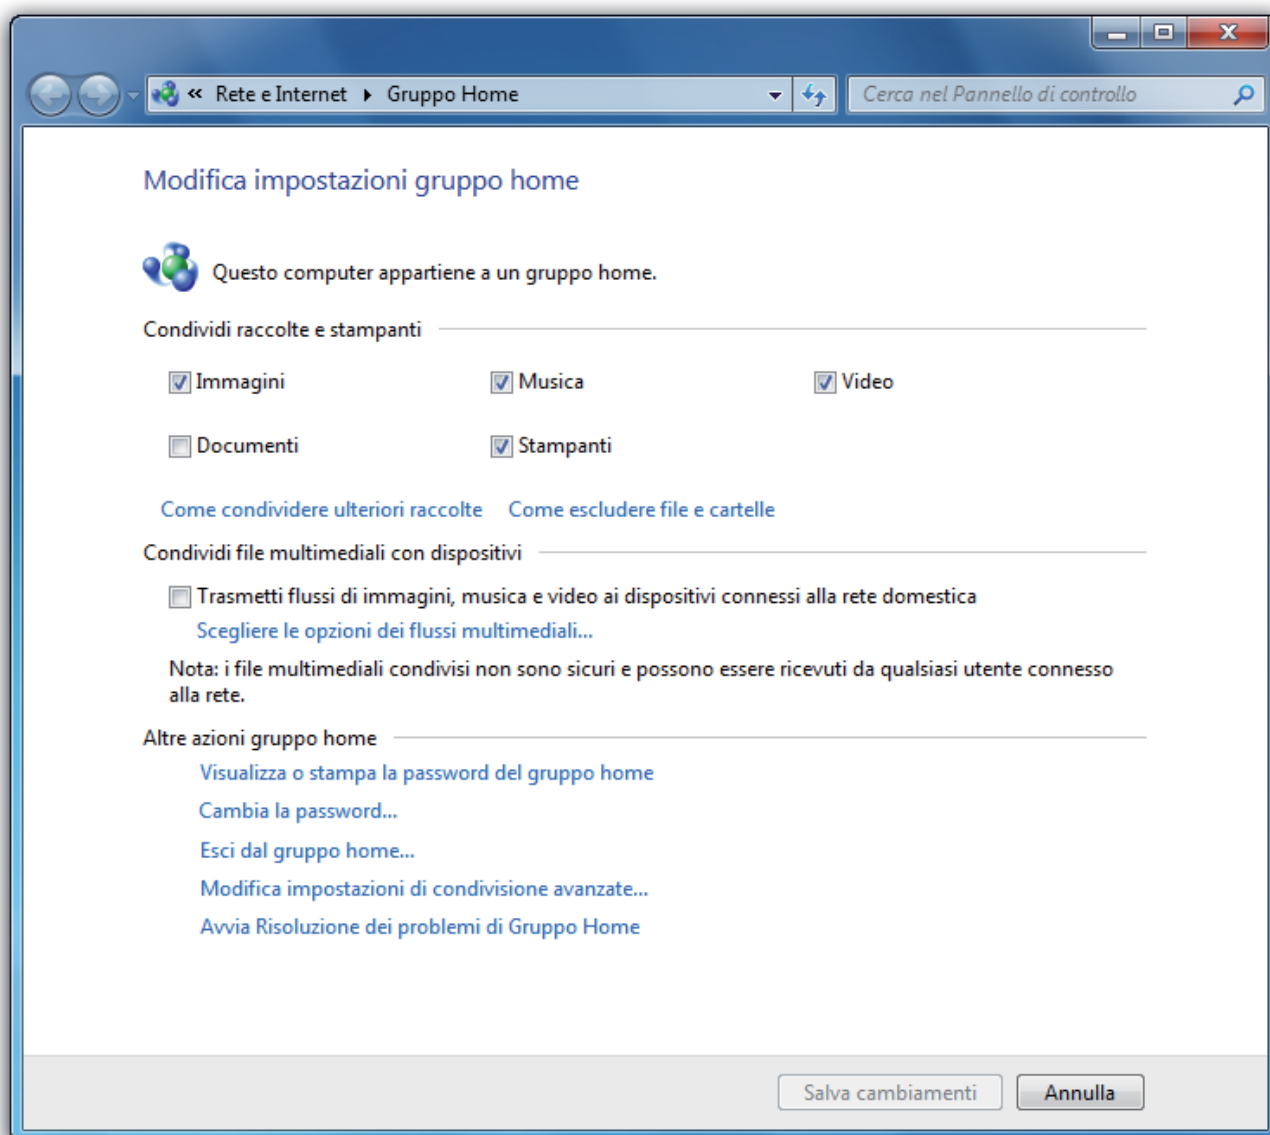 « Rete e Internet Gruppo Home
Cerca nel Pannello di controllo
Modifica impostazioni gruppo home
Questo computer appartiene a un gruppo home.
Condividi raccolte e stampanti
Immagini Musica Video
Documenti Stampanti
Come condividere ulteriori raccolte Come escludere file e cartelle
Condividi file multimediali con dispositivi
Trasmetti flussi di immagini, musica e video ai dispositivi connessi alla rete domestica
Scegliere le opzioni dei flussi multimediali...
Nota: i file multimediali condivisi non sono sicuri e possono essere ricevuti da qualsiasi utente connesso
alla rete.
Altre azioni gruppo home
Visualizza o stampa la password del gruppo home
Cambia la password...
Esci dal gruppo home...
Modifica impostazioni di condivisione avanzate...
Avvia Risoluzione dei problemi di Gruppo Home
Salva cambiamenti Annulla